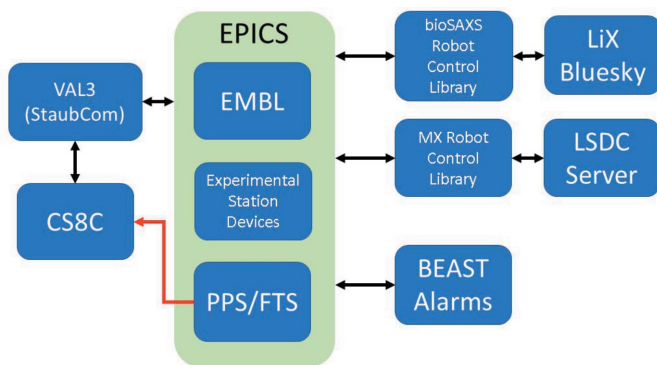 EPICS
VAL3
(StaubCom)
CS8C
EMBL
Experimental
Station
Devices
PPS/FTS
bioSAXS
Robot
Control
Library
LiX
Bluesky
MX Robot
Control
Library
LSDC
Server
BEAST
Alarms